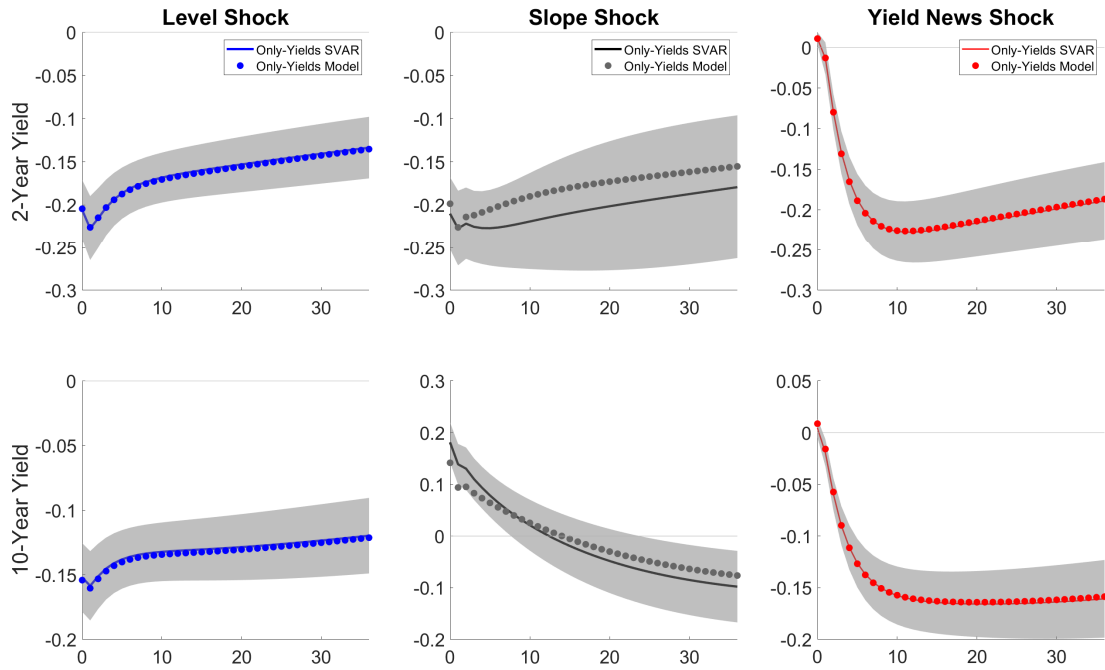 Level Shock
Slope Shock
Yield News Shock
2-Year Yield
0
-0.05
-0.1
-0.15
-0.2
-0.25
-0.3
0 10 20 30
Only-Yields SVAR
Only-Yields Model
0
-0.05
-0.1
-0.15
-0.2
-0.25
-0.3
0 10 20 30
Only-Yields SVAR
Only-Yields Model
0
-0.05
-0.1
-0.15
-0.2
-0.25
-0.3
0 10 20 30
Only-Yields SVAR
Only-Yields Model
10-Year Yield
0
-0.05
-0.1
-0.15
-0.2
0 10 20 30
0.3
0.2
0.1
0
-0.1
-0.2
0 10 20 30
0.05
0
-0.05
-0.1
-0.15
-0.2
0 10 20 30